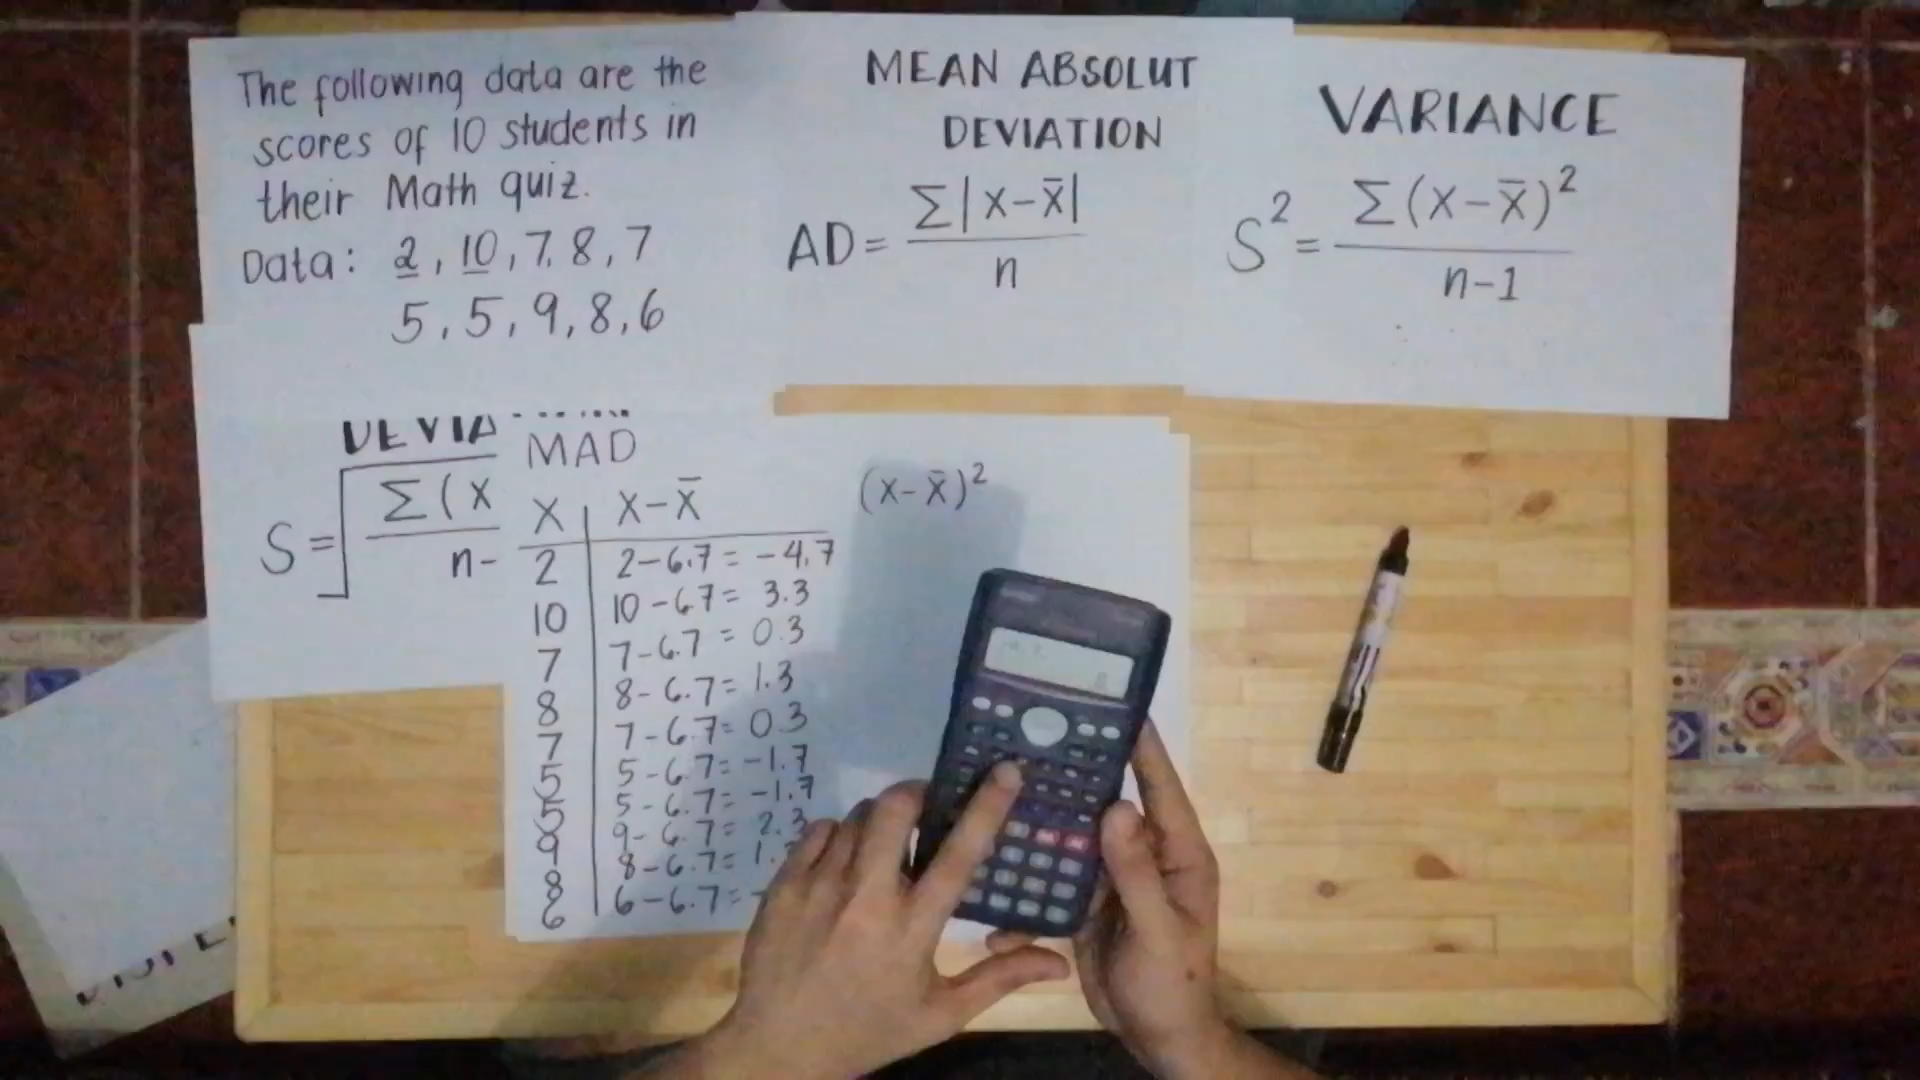 The following data are the
scores of 10 students in
their Math quiz.
Data: 2, 10, 7, 8, 7
5, 5, 9, 8, 6
MEAN ABSOLUT
DEVIATION
AD = Σ|x-x̄|
n
VARIANCE
S² = Σ(x-x̄)²
n-1
DEVIA
S = √ Σ(x
n-
MAD
X | X-x̄ (x-x̄)²
2 | 2-6.7 = -4.7
10 | 10-6.7 = 3.3
7 | 7-6.7 = 0.3
8 | 8-6.7 = 1.3
7 | 7-6.7 = 0.3
5 | 5-6.7 = -1.7
5 | 5-6.7 = -1.7
9 | 9-6.7 = 2.3
8 | 8-6.7 = 1.
6 | 6-6.7 = -